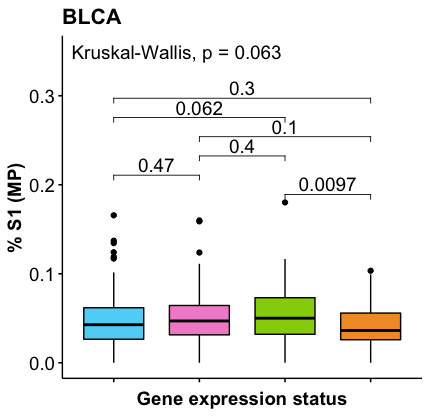 BLCA
Kruskal-Wallis, p = 0.063
0.3
0.062
0.1
0.4
0.47
0.0097
% S1 (MP)
0.3
0.2
0.1
0.0
Gene expression status